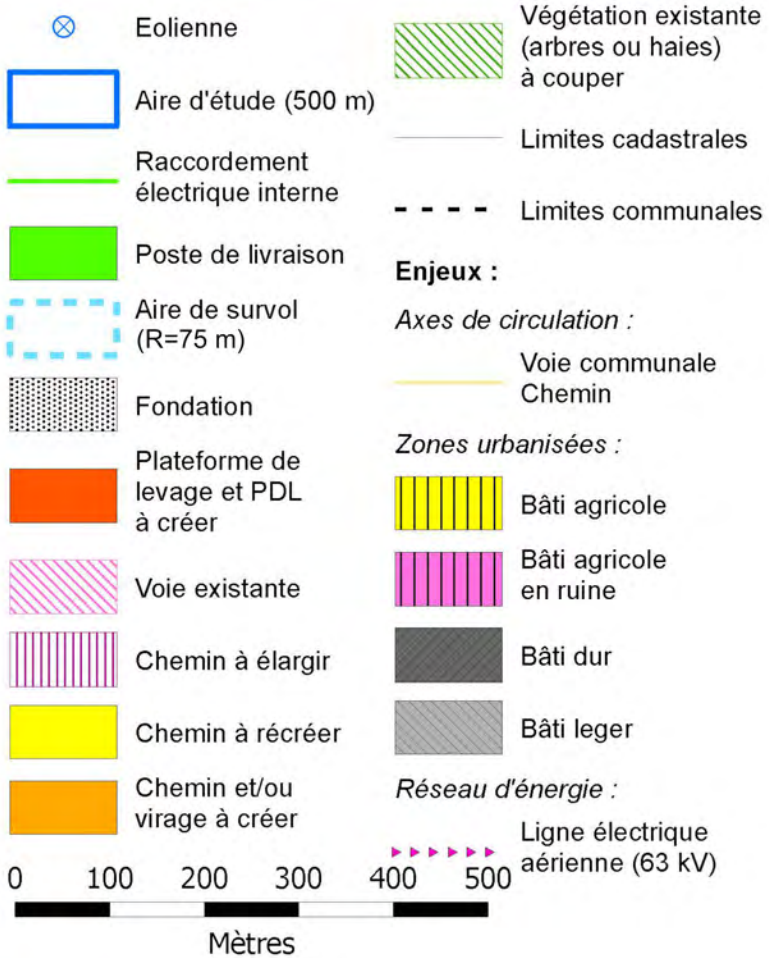 Eolienne
Aire d'étude (500 m)
Raccordement
électrique interne
Poste de livraison
Aire de survol
(R=75 m)
Fondation
Plateforme de
levage et PDL
à créer
Voie existante
Chemin à élargir
Chemin à récréer
Chemin et/ou
virage à créer
Végétation existante
(arbres ou haies)
à couper
Limites cadastrales
Limites communales
Enjeux :
Axes de circulation :
Voie communale
Chemin
Zones urbanisées :
Bâti agricole
Bâti agricole
en ruine
Bâti dur
Bâti leger
Réseau d'énergie :
Ligne électrique
aérienne (63 kV)
0 100 200 300 400 500
Mètres